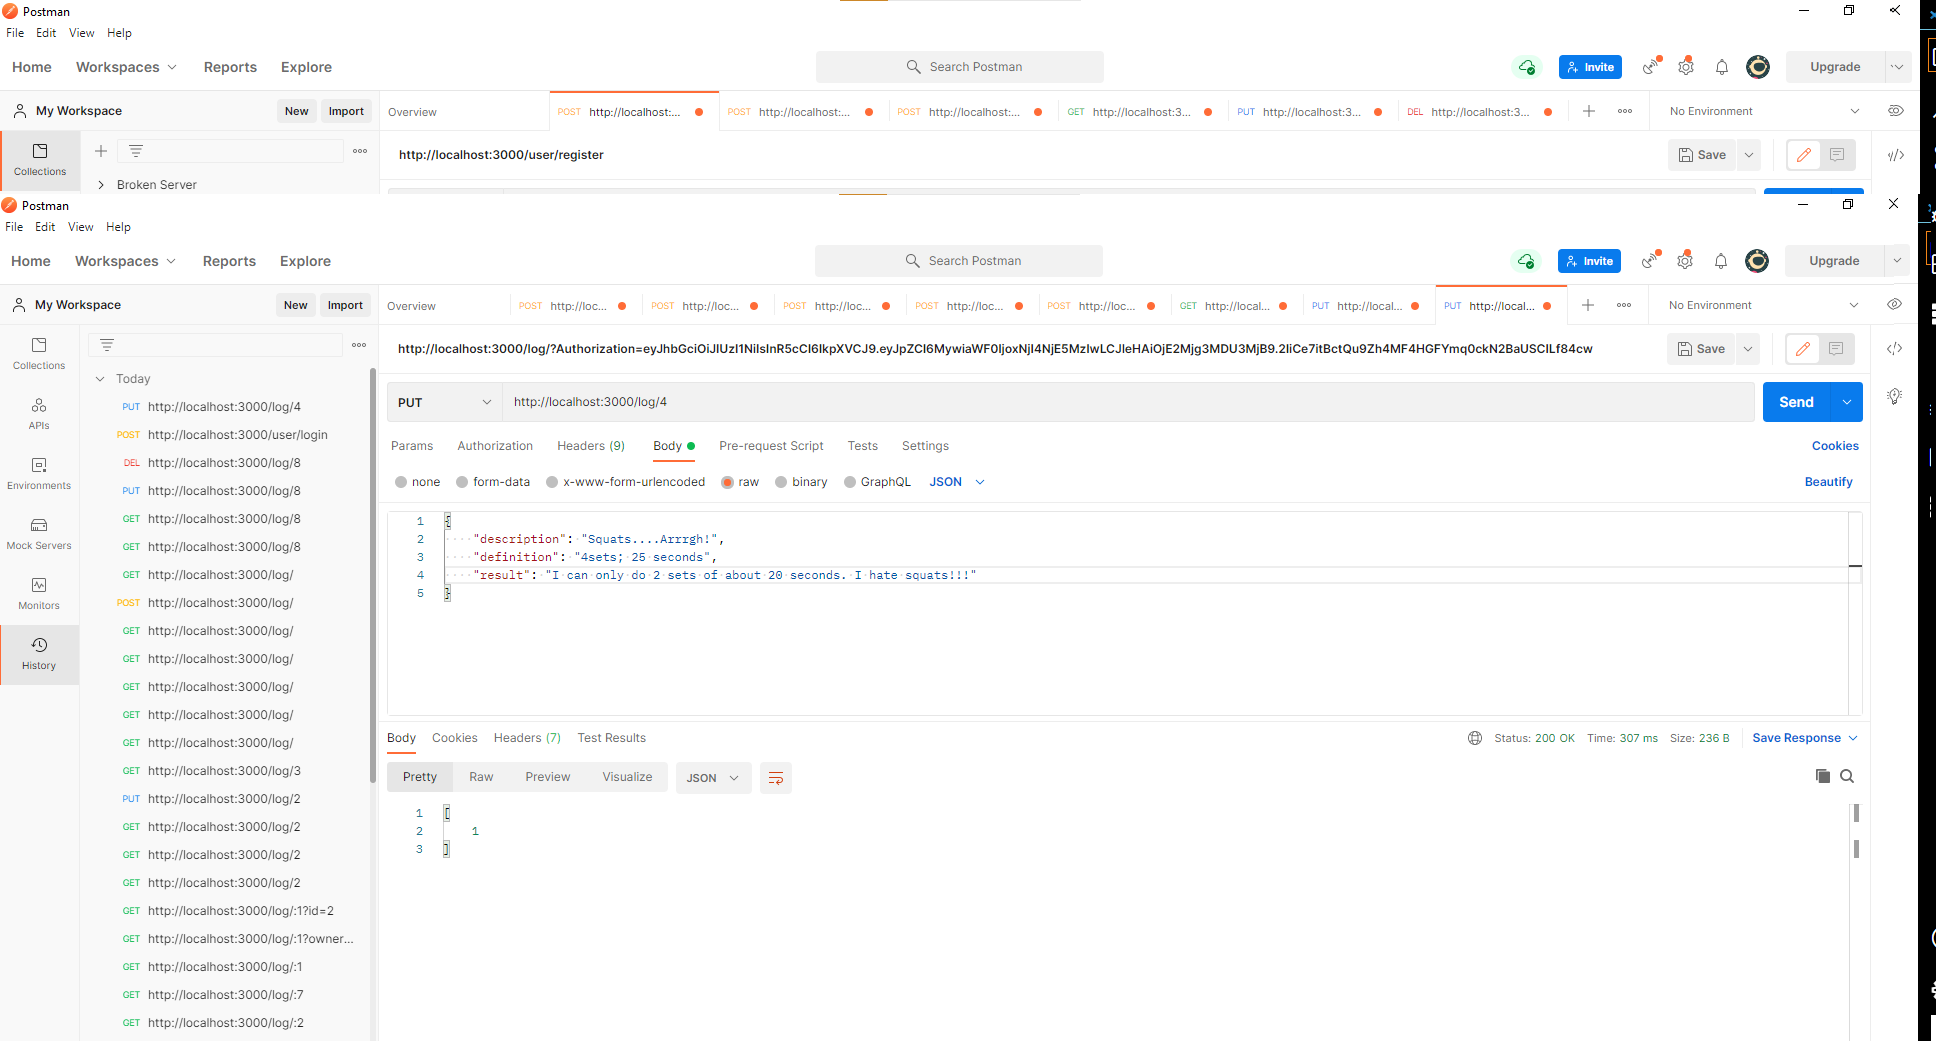 Postman
File Edit View Help
Home Workspaces Reports Explore
Search Postman
Invite
Upgrade
My Workspace
New Import
Overview
POST http://localhost:...
POST http://localhost:...
POST http://localhost:...
GET http://localhost:3...
PUT http://localhost:3...
DEL http://localhost:3...
No Environment
Collections
http://localhost:3000/user/register
Save
Broken Server
Postman
File Edit View Help
Home Workspaces Reports Explore
Search Postman
Invite
Upgrade
My Workspace
New Import
Overview
POST http://loc...
POST http://loc...
POST http://loc...
POST http://loc...
POST http://loc...
GET http://local...
PUT http://local...
PUT http://local...
No Environment
Collections
APIs
Environments
Mock Servers
Monitors
History
Today
PUT http://localhost:3000/log/4
POST http://localhost:3000/user/login
DEL http://localhost:3000/log/8
PUT http://localhost:3000/log/8
GET http://localhost:3000/log/8
GET http://localhost:3000/log/8
GET http://localhost:3000/log/
POST http://localhost:3000/log/
GET http://localhost:3000/log/
GET http://localhost:3000/log/
GET http://localhost:3000/log/
GET http://localhost:3000/log/
GET http://localhost:3000/log/
GET http://localhost:3000/log/3
PUT http://localhost:3000/log/2
GET http://localhost:3000/log/2
GET http://localhost:3000/log/2
GET http://localhost:3000/log/2
GET http://localhost:3000/log/:1?id=2
GET http://localhost:3000/log/:1?owner...
GET http://localhost:3000/log/:1
GET http://localhost:3000/log/:7
GET http://localhost:3000/log/:2
Save
PUT http://localhost:3000/log/4
Send
Params Authorization Headers (9) Body Pre-request Script Tests Settings
Cookies
none form-data x-www-form-urlencoded raw binary GraphQL JSON
Beautify
1 {
2 "description": "Squats....Arrrgh!",
3 "definition": "4sets; 25 seconds",
4 "result": "I can only do 2 sets of about 20 seconds. I hate squats!!!"
5 }
Body Cookies Headers (7) Test Results
Status: 200 OK Time: 307 ms Size: 236 B Save Response
Pretty Raw Preview Visualize JSON
1 [
2 1
3 ]